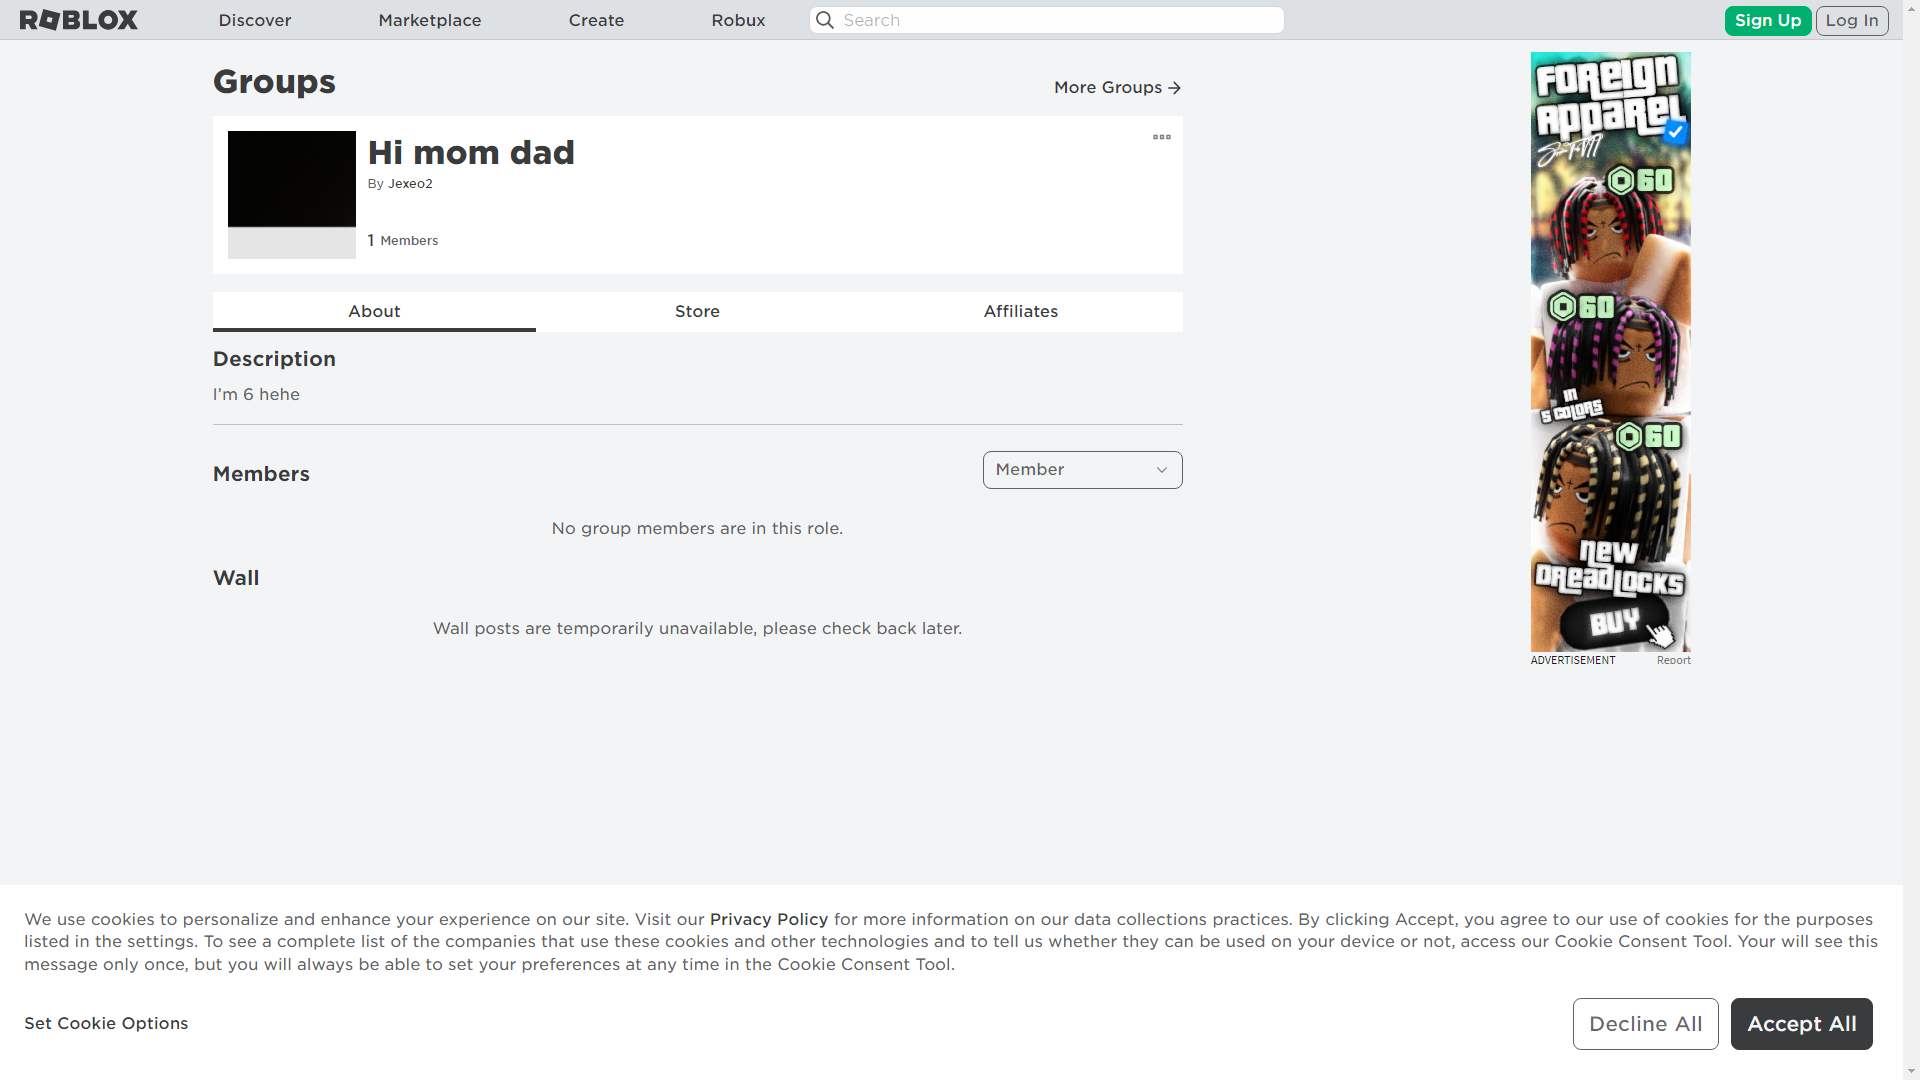 ROBLOX
Discover
Marketplace
Create
Robux
Search
Sign Up
Log In
Groups
More Groups
Hi mom dad
By Jexeo2
1 Members
About
Store
Affiliates
Description
I’m 6 hehe
Members
Member
No group members are in this role.
Wall
Wall posts are temporarily unavailable, please check back later.
FOREIGN
APPAREL
60
60
IN
5 COLORS
60
NEW
DREADLOCKS
BUY
ADVERTISEMENT
Report
We use cookies to personalize and enhance your experience on our site. Visit our Privacy Policy for more information on our data collections practices. By clicking Accept, you agree to our use of cookies for the purposes
listed in the settings. To see a complete list of the companies that use these cookies and other technologies and to tell us whether they can be used on your device or not, access our Cookie Consent Tool. Your will see this
message only once, but you will always be able to set your preferences at any time in the Cookie Consent Tool.
Set Cookie Options
Decline All
Accept All